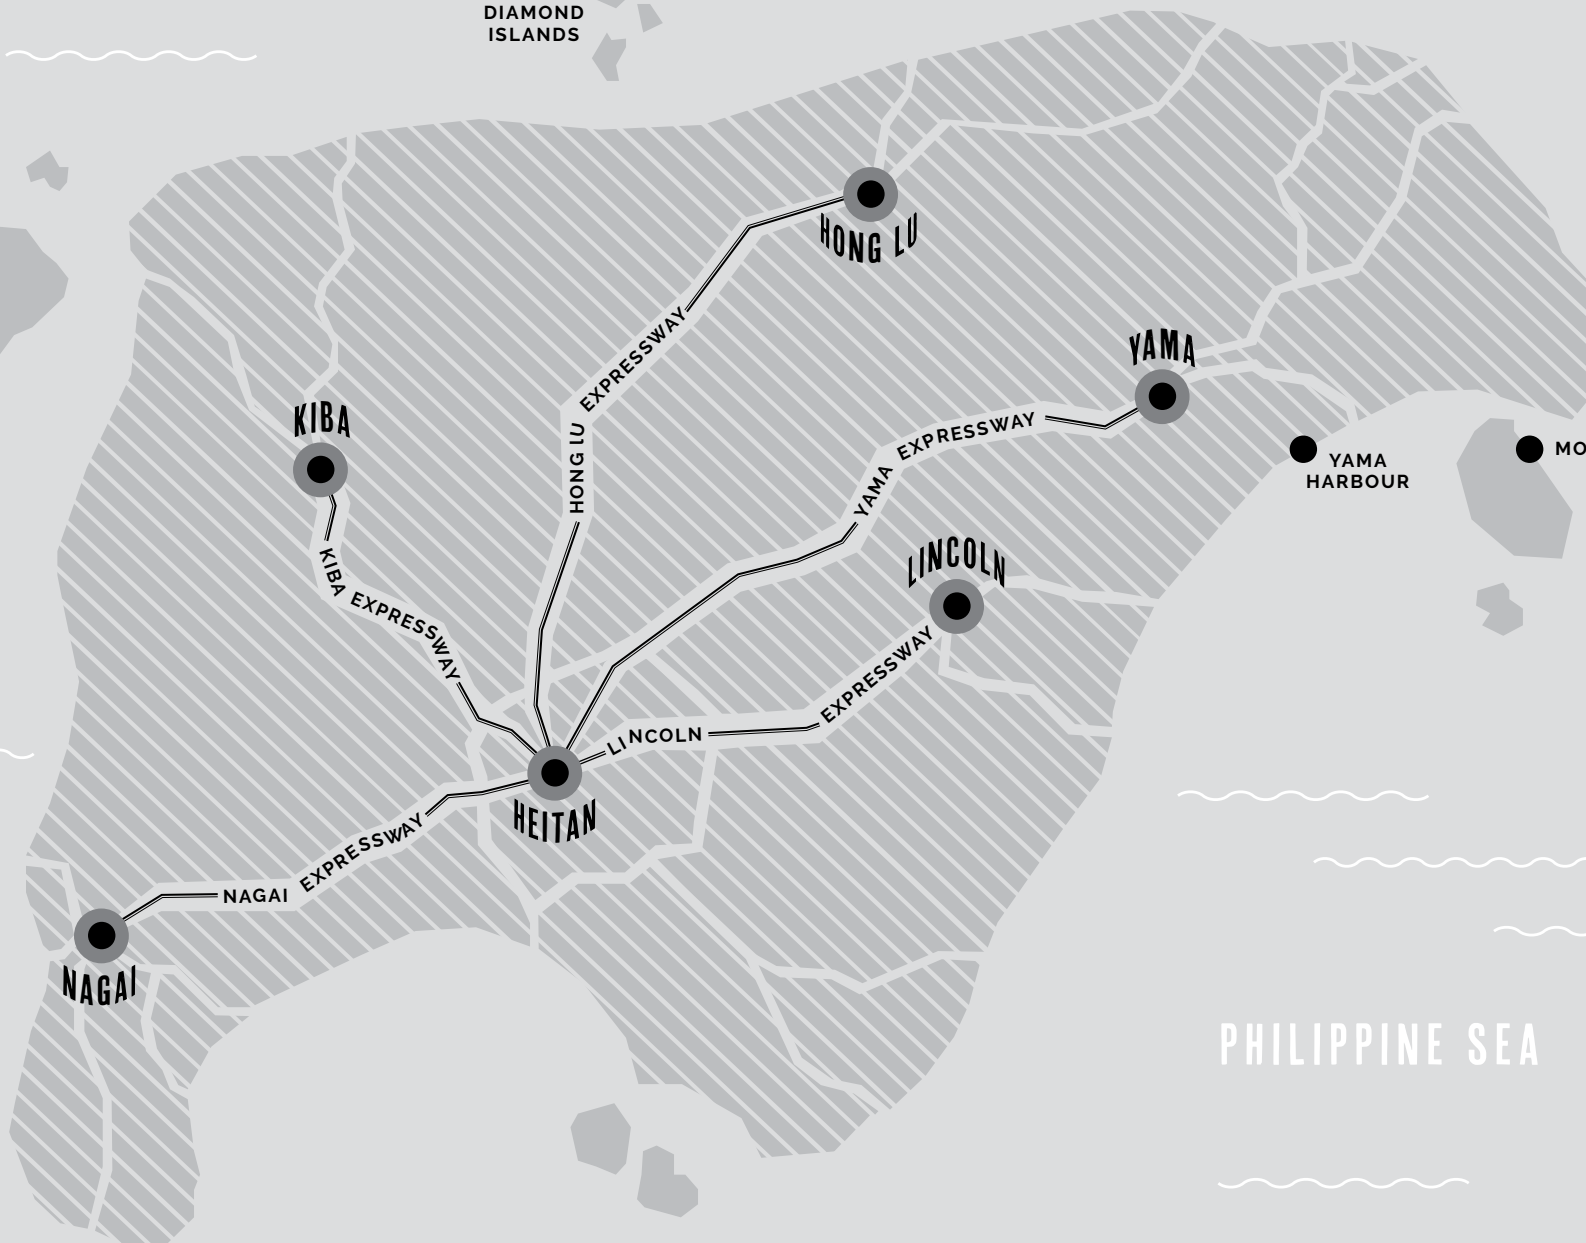 DIAMOND
ISLANDS
HONG LU
YAMA
KIBA
HONG LU EXPRESSWAY
YAMA EXPRESSWAY
MO
YAMA
HARBOUR
LINCOLN
KIBA EXPRESSWAY
LINCOLN EXPRESSWAY
HEITAN
NAGAI EXPRESSWAY
NAGAI
PHILIPPINE SEA